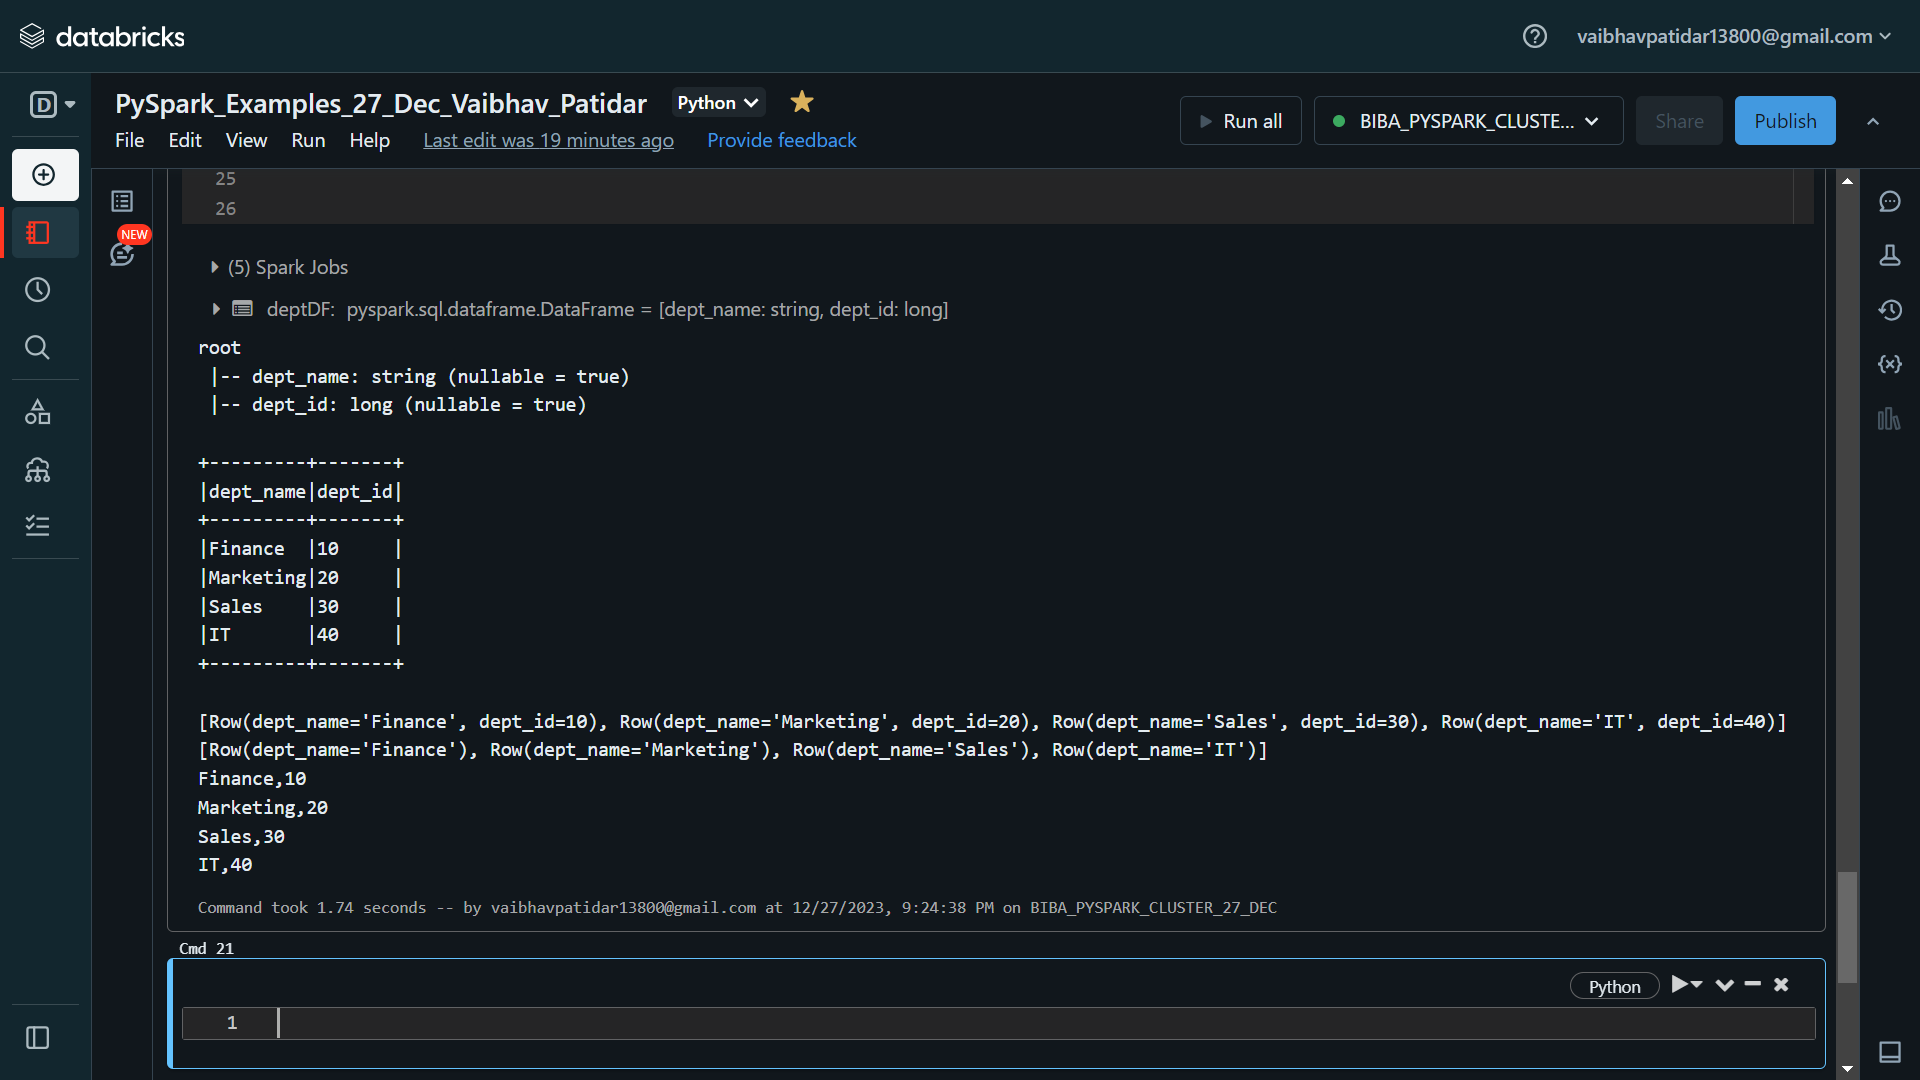 databricks
vaibhavpatidar13800@gmail.com
D
PySpark_Examples_27_Dec_Vaibhav_Patidar Python
File Edit View Run Help Last edit was 19 minutes ago Provide feedback
Run all BIBA_PYSPARK_CLUSTE... Share Publish
NEW
25
26
(5) Spark Jobs
deptDF: pyspark.sql.dataframe.DataFrame = [dept_name: string, dept_id: long]
root
 |-- dept_name: string (nullable = true)
 |-- dept_id: long (nullable = true)
+---------+-------+
|dept_name|dept_id|
+---------+-------+
|Finance  |10     |
|Marketing|20     |
|Sales    |30     |
|IT       |40     |
+---------+-------+
[Row(dept_name='Finance', dept_id=10), Row(dept_name='Marketing', dept_id=20), Row(dept_name='Sales', dept_id=30), Row(dept_name='IT', dept_id=40)]
[Row(dept_name='Finance'), Row(dept_name='Marketing'), Row(dept_name='Sales'), Row(dept_name='IT')]
Finance,10
Marketing,20
Sales,30
IT,40
Command took 1.74 seconds -- by vaibhavpatidar13800@gmail.com at 12/27/2023, 9:24:38 PM on BIBA_PYSPARK_CLUSTER_27_DEC
Cmd 21
Python
1